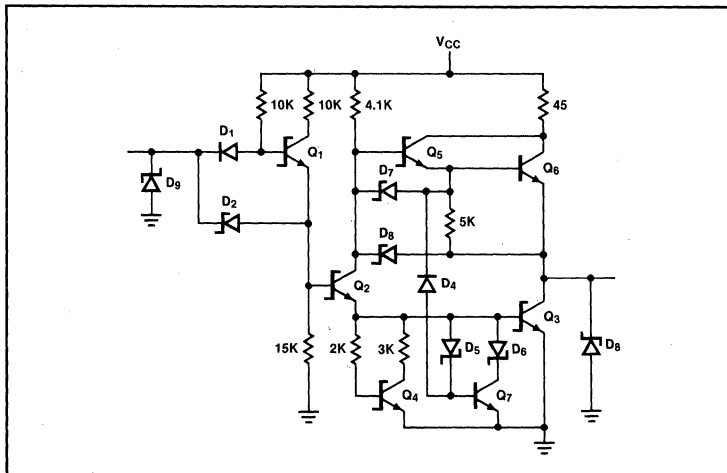 VCC
10K 10K 4.1K 45
D1
Q1 Q5 Q6
D9 D7
D2
5K
D8
Q2 D4
Q3
15K 2K 3K D5 D6 D8
Q4 Q7